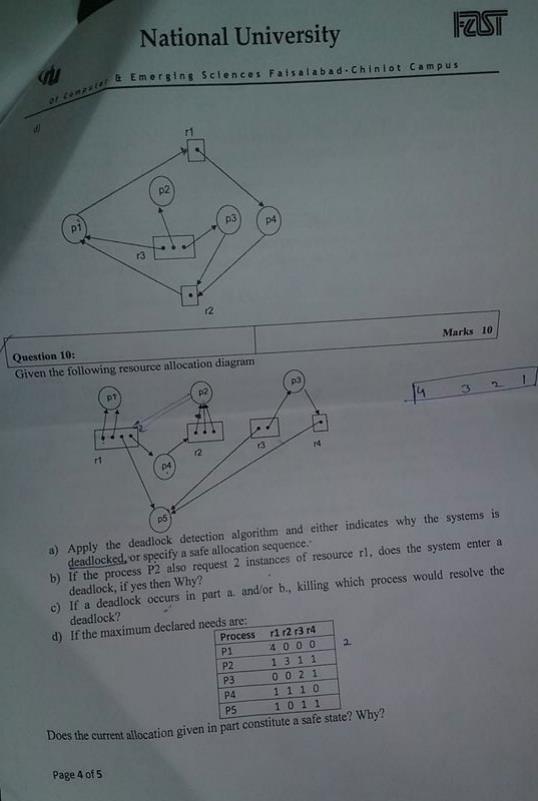 National University
FAST
Of Computer & Emerging Sciences Faisalabad-Chiniot Campus
d)
r1
p2
p1
p3
p4
r3
r2
Question 10:
Marks 10
Given the following resource allocation diagram
p1
p2
p3
4 3 2 1
2
r1
p4
r2
r3
r4
p5
a) Apply the deadlock detection algorithm and either indicates why the systems is
deadlocked, or specify a safe allocation sequence.
b) If the process P2 also request 2 instances of resource r1, does the system enter a
deadlock, if yes then Why?
c) If a deadlock occurs in part a. and/or b., killing which process would resolve the
deadlock?
d) If the maximum declared needs are:
Process r1 r2 r3 r4
P1 4 0 0 0 2
P2 1 3 1 1
P3 0 0 2 1
P4 1 1 1 0
P5 1 0 1 1
Does the current allocation given in part constitute a safe state? Why?
Page 4 of 5